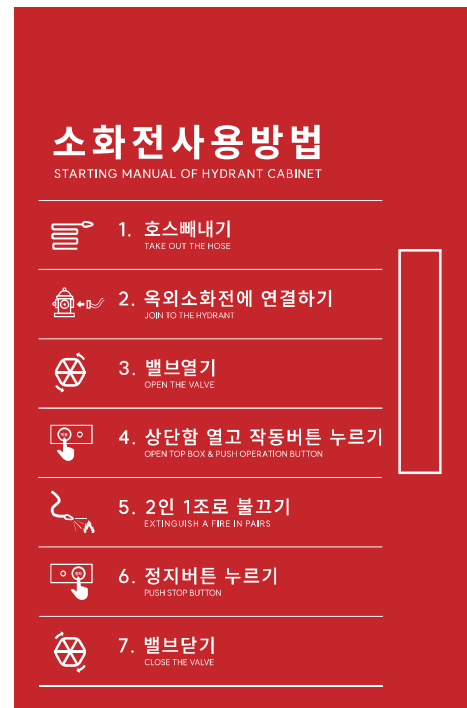 소화전사용방법
STARTING MANUAL OF HYDRANT CABINET
1. 호스빼내기
TAKE OUT THE HOSE
2. 옥외소화전에 연결하기
JOIN TO THE HYDRANT
3. 밸브열기
OPEN THE VALVE
4. 상단함 열고 작동버튼 누르기
OPEN TOP BOX & PUSH OPERATION BUTTON
5. 2인 1조로 불끄기
EXTINGUISH A FIRE IN PAIRS
6. 정지버튼 누르기
PUSH STOP BUTTON
7. 밸브닫기
CLOSE THE VALVE